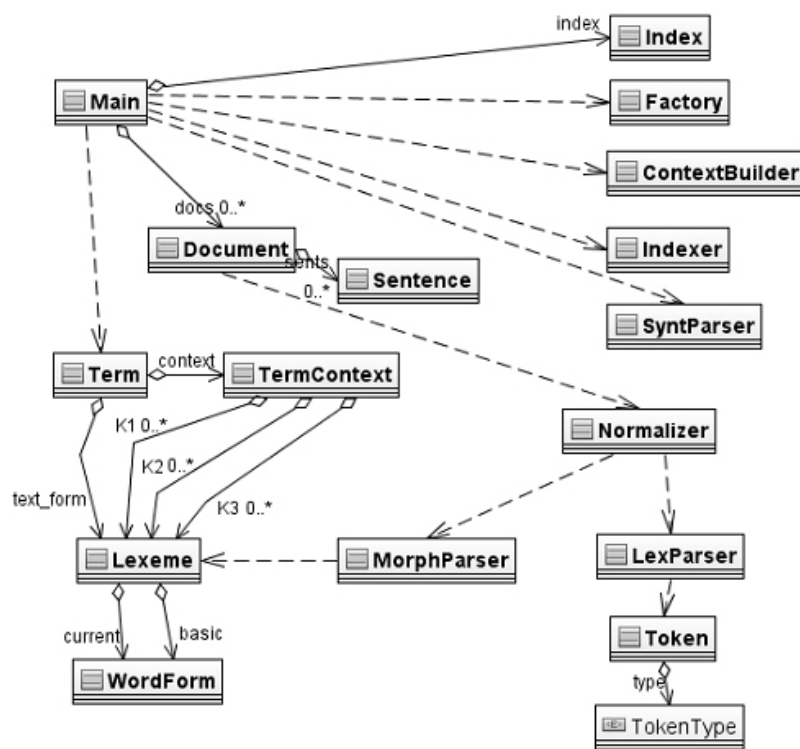 index
Index
Main
Factory
ContextBuilder
docs 0..*
Document
Indexer
sents
0..*
Sentence
SyntParser
Term
context
TermContext
K1 0..*
Normalizer
K2 0..*
text_form
K3 0..*
Lexeme
MorphParser
LexParser
current
basic
Token
WordForm
type
<E>
TokenType